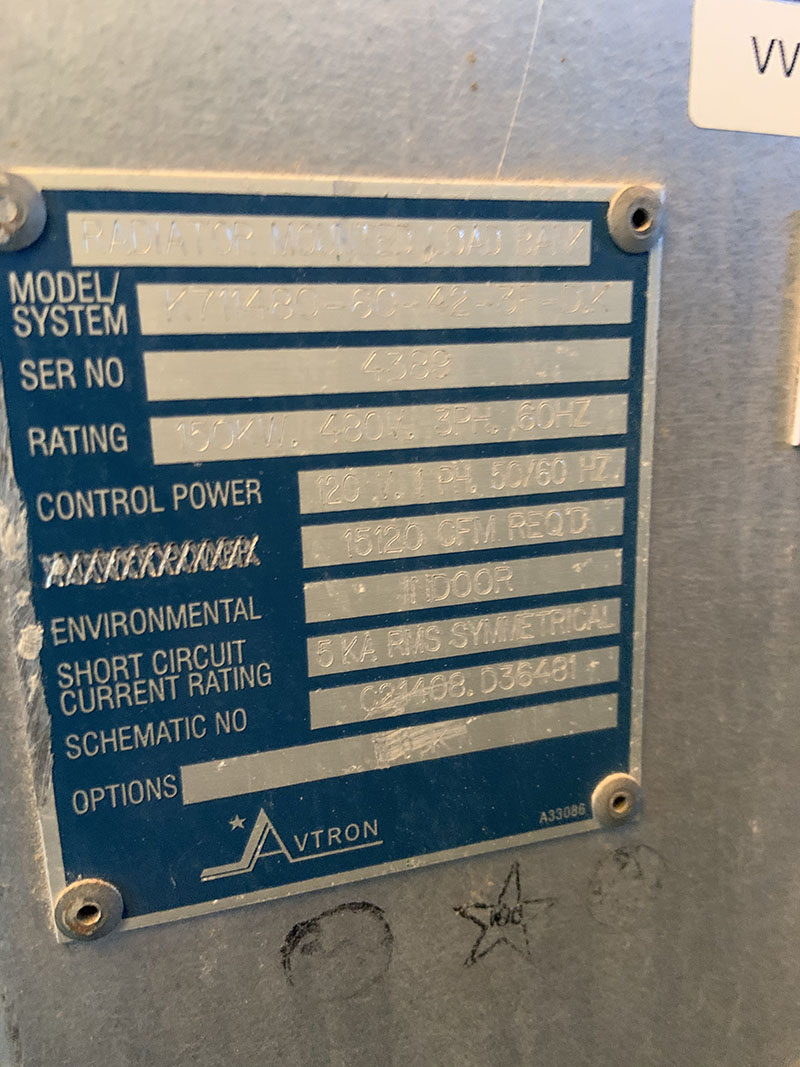 RADIATOR MOUNTED LOAD BANK
MODEL/
SYSTEM
SER NO 4389
RATING 150KW. 480V. 3PH. 60HZ
CONTROL POWER 120 V. 1 PH. 50/60 HZ.
15120 CFM REQ'D
ENVIRONMENTAL INDOOR
SHORT CIRCUIT
CURRENT RATING 5 KA RMS SYMMETRICAL
SCHEMATIC NO C21408. D36481
OPTIONS
AVTRON
A33086